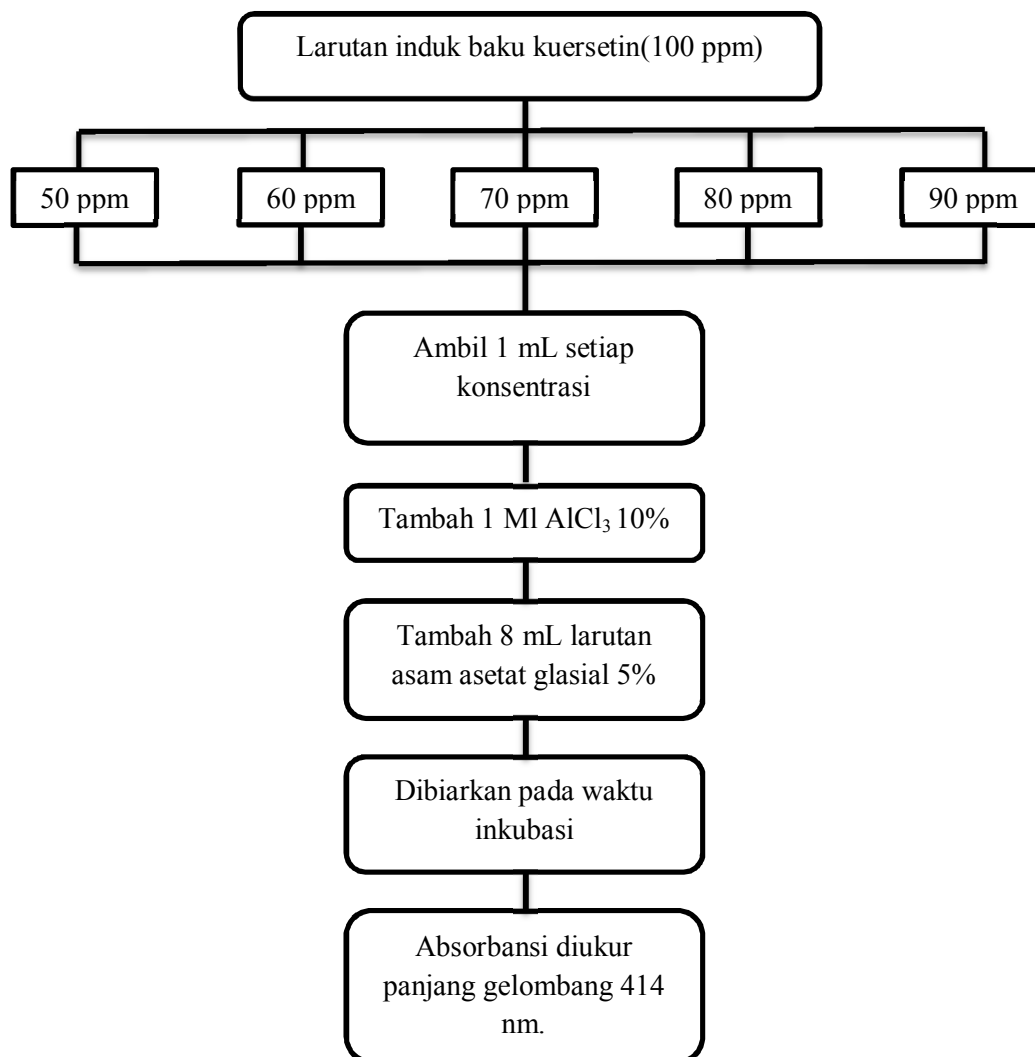 Larutan induk baku kuersetin(100 ppm)
50 ppm
60 ppm
70 ppm
80 ppm
90 ppm
Ambil 1 mL setiap
konsentrasi
Tambah 1 Ml AlCl₃ 10%
Tambah 8 mL larutan
asam asetat glasial 5%
Dibiarkan pada waktu
inkubasi
Absorbansi diukur
panjang gelombang 414
nm.